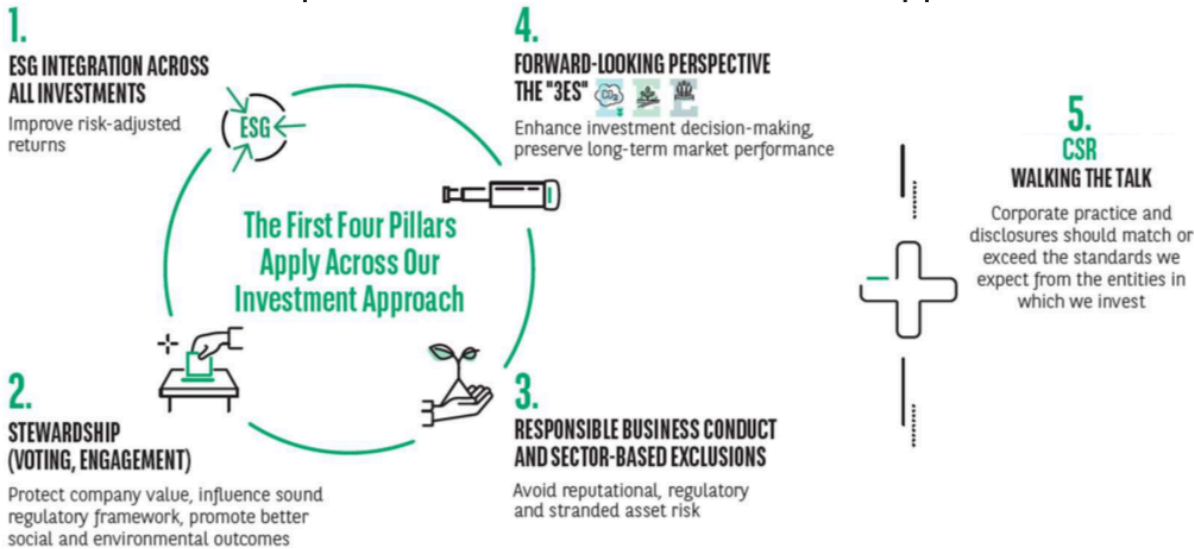 1.
ESG INTEGRATION ACROSS
ALL INVESTMENTS
Improve risk-adjusted
returns
ESG
4.
FORWARD-LOOKING PERSPECTIVE
THE "3ES"
CO2
E E E
Enhance investment decision-making,
preserve long-term market performance
The First Four Pillars
Apply Across Our
Investment Approach
2.
STEWARDSHIP
(VOTING, ENGAGEMENT)
Protect company value, influence sound
regulatory framework, promote better
social and environmental outcomes
3.
RESPONSIBLE BUSINESS CONDUCT
AND SECTOR-BASED EXCLUSIONS
Avoid reputational, regulatory
and stranded asset risk
5.
CSR
WALKING THE TALK
Corporate practice and
disclosures should match or
exceed the standards we
expect from the entities in
which we invest